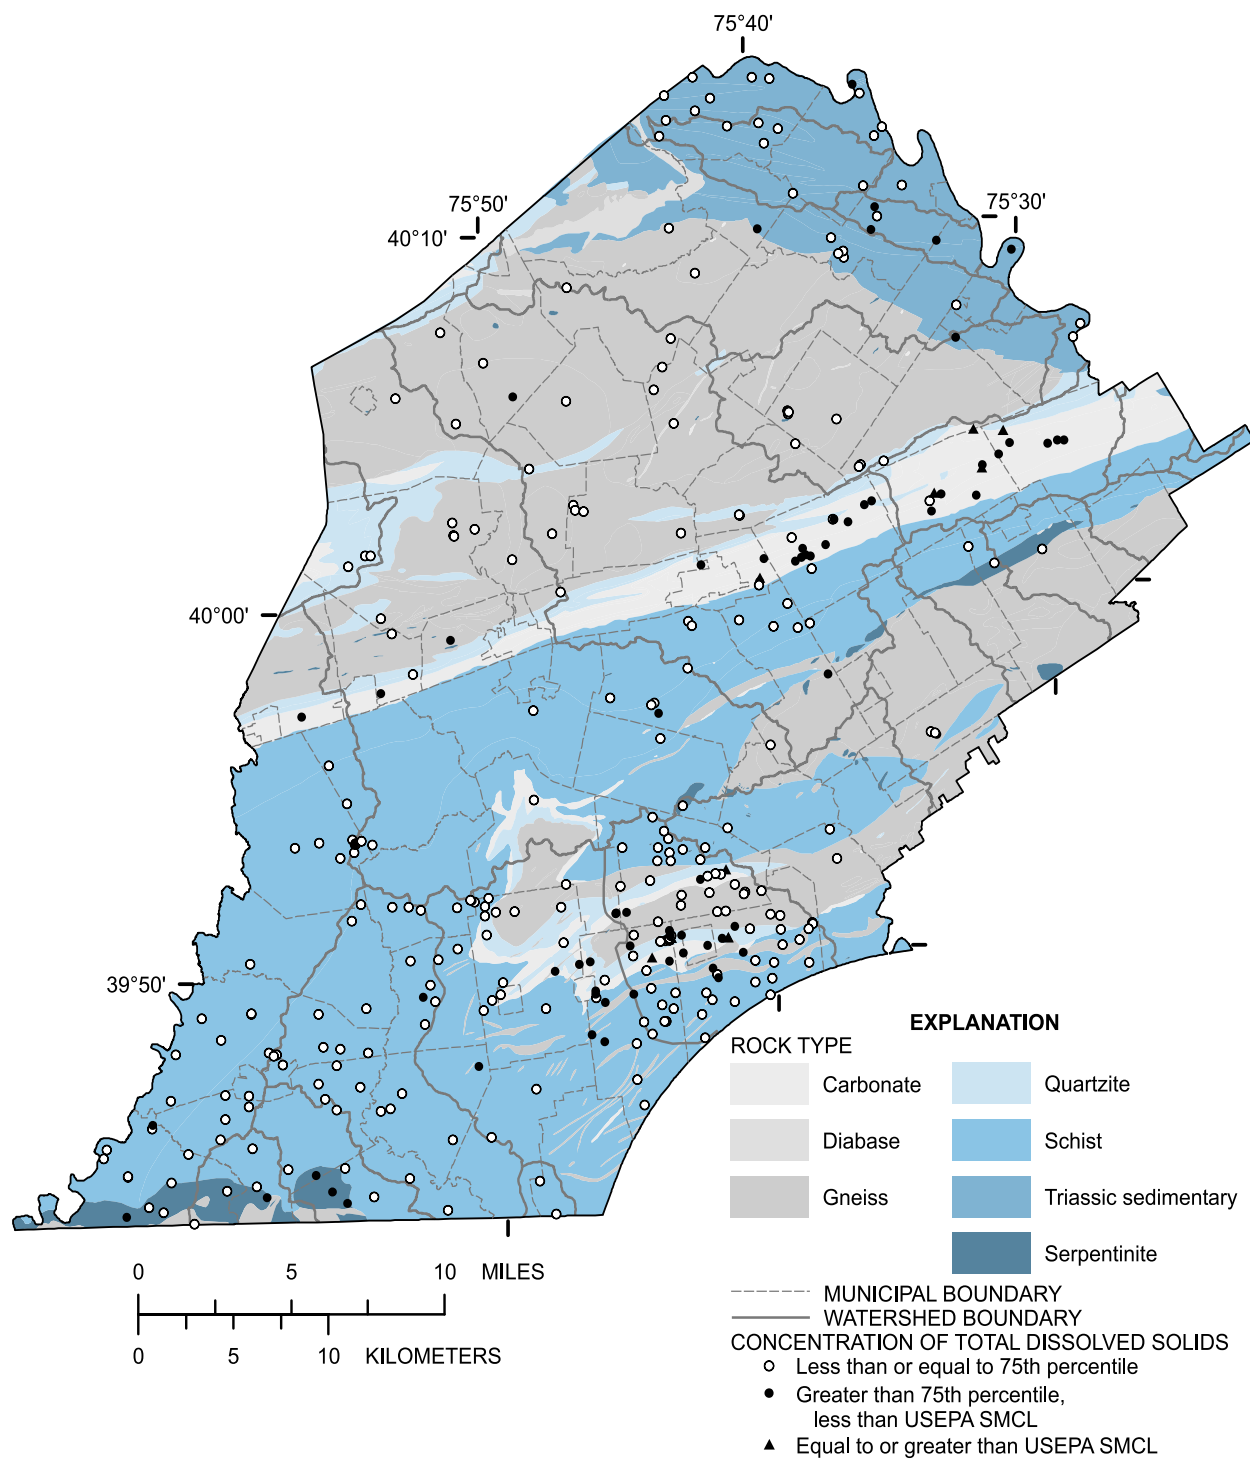 75°40'
75°50'
75°30'
40°10'
40°00'
39°50'
EXPLANATION
ROCK TYPE
Carbonate
Quartzite
Diabase
Schist
Gneiss
Triassic sedimentary
Serpentinite
0 5 10 MILES
0 5 10 KILOMETERS
MUNICIPAL BOUNDARY
WATERSHED BOUNDARY
CONCENTRATION OF TOTAL DISSOLVED SOLIDS
Less than or equal to 75th percentile
Greater than 75th percentile,
less than USEPA SMCL
Equal to or greater than USEPA SMCL